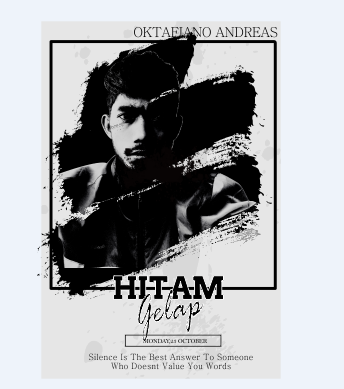 OKTAFIANO ANDREAS
HITAM
Gelap
MONDAY,21 OCTOBER
Silence Is The Best Answer To Someone
Who Doesnt Value You Words